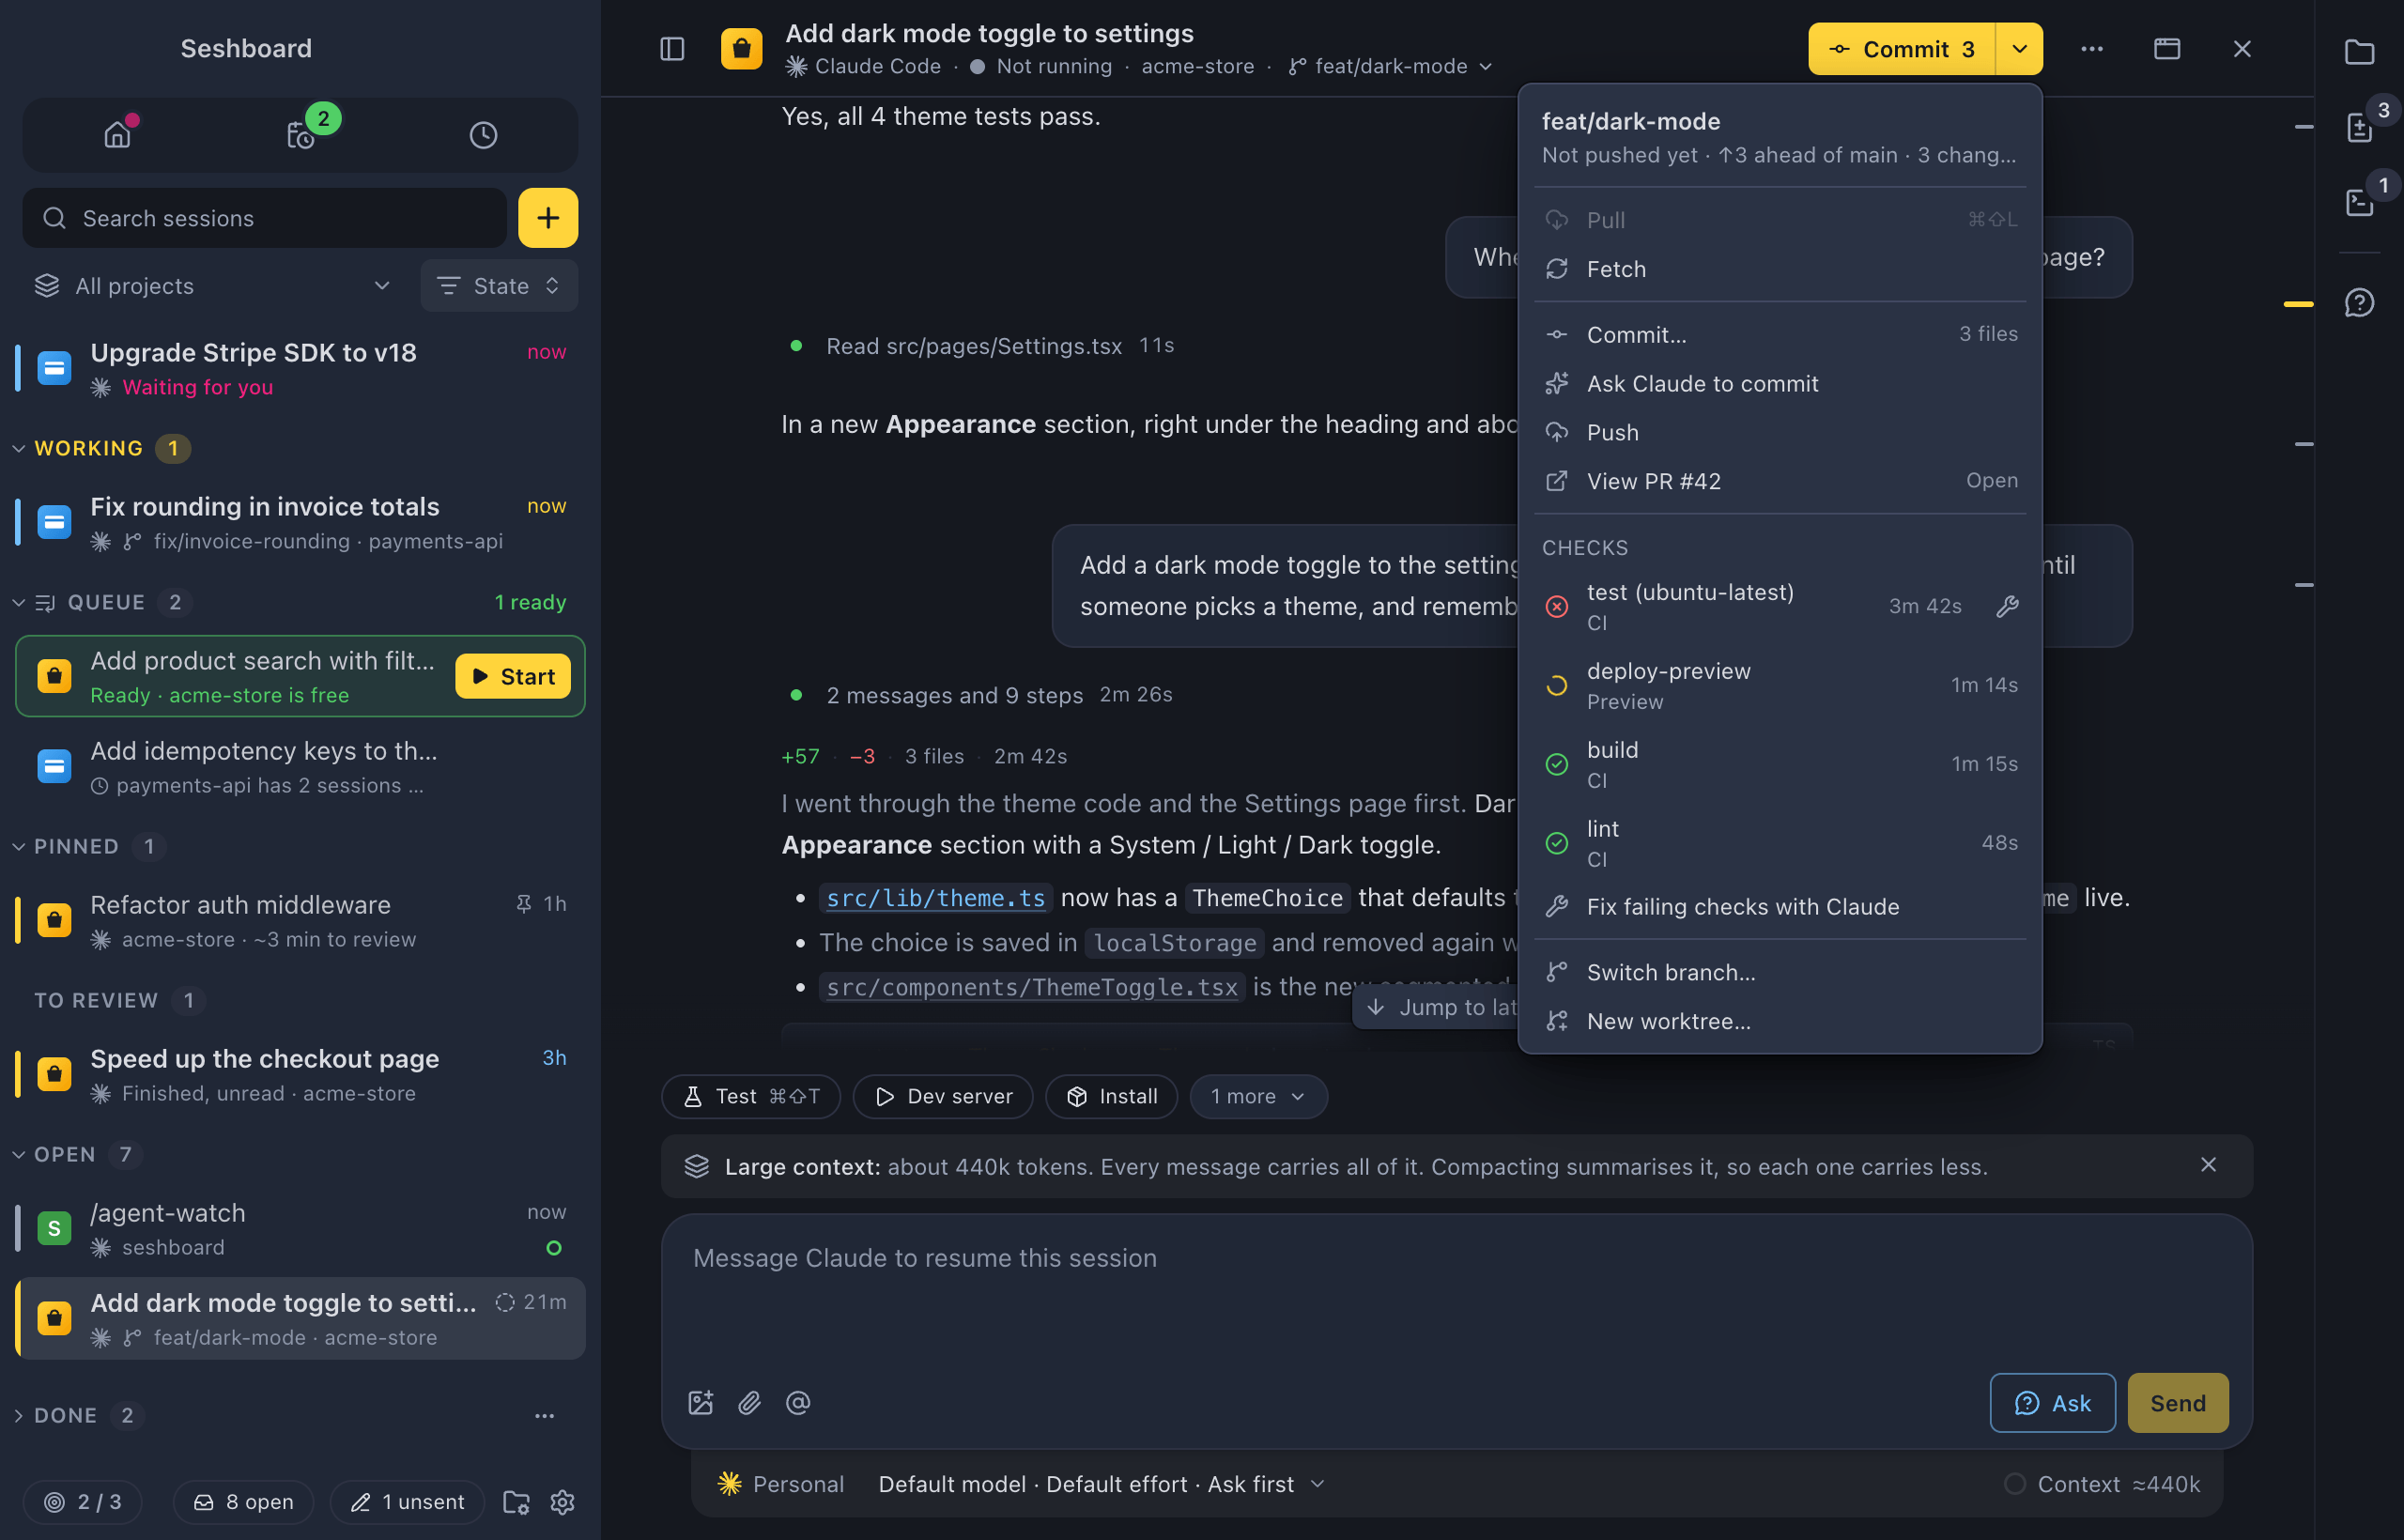 Seshboard
2
Search sessions
All projects
State
Upgrade Stripe SDK to v18
now
Waiting for you
WORKING 1
Fix rounding in invoice totals
now
fix/invoice-rounding · payments-api
QUEUE 2
1 ready
Add product search with filt...
Ready · acme-store is free
Start
Add idempotency keys to th...
payments-api has 2 sessions ...
PINNED 1
Refactor auth middleware
1h
acme-store · ~3 min to review
TO REVIEW 1
Speed up the checkout page
3h
Finished, unread · acme-store
OPEN 7
S
/agent-watch
now
seshboard
Add dark mode toggle to setti...
21m
feat/dark-mode · acme-store
DONE 2
2 / 3
8 open
1 unsent
Add dark mode toggle to settings
Claude Code · Not running · acme-store · feat/dark-mode
Commit 3
Yes, all 4 theme tests pass.
page?
Read src/pages/Settings.tsx 11s
In a new Appearance section, right under the heading and
Add a dark mode toggle to the
someone picks a theme, and
2 messages and 9 steps 2m 26s
+57 · −3 · 3 files · 2m 42s
I went through the theme code and the Settings page first.
Appearance section with a System / Light / Dark toggle.
src/lib/theme.ts now has a ThemeChoice that defaults
live.
The choice is saved in localStorage and removed again
src/components/ThemeToggle.tsx is the
Jump to
feat/dark-mode
Not pushed yet · ↑3 ahead of main · 3 chang...
Pull ⌘⇧L
Fetch
Commit... 3 files
Ask Claude to commit
Push
View PR #42 Open
CHECKS
test (ubuntu-latest)
CI
3m 42s
deploy-preview
Preview
1m 14s
build
CI
1m 15s
lint
CI
48s
Fix failing checks with Claude
Switch branch...
New worktree...
Test ⌘⇧T
Dev server
Install
1 more
Large context: about 440k tokens. Every message carries all of it. Compacting summarises it, so each one carries less.
Message Claude to resume this session
Ask
Send
Personal
Default model · Default effort · Ask first
Context ≈440k
3
1